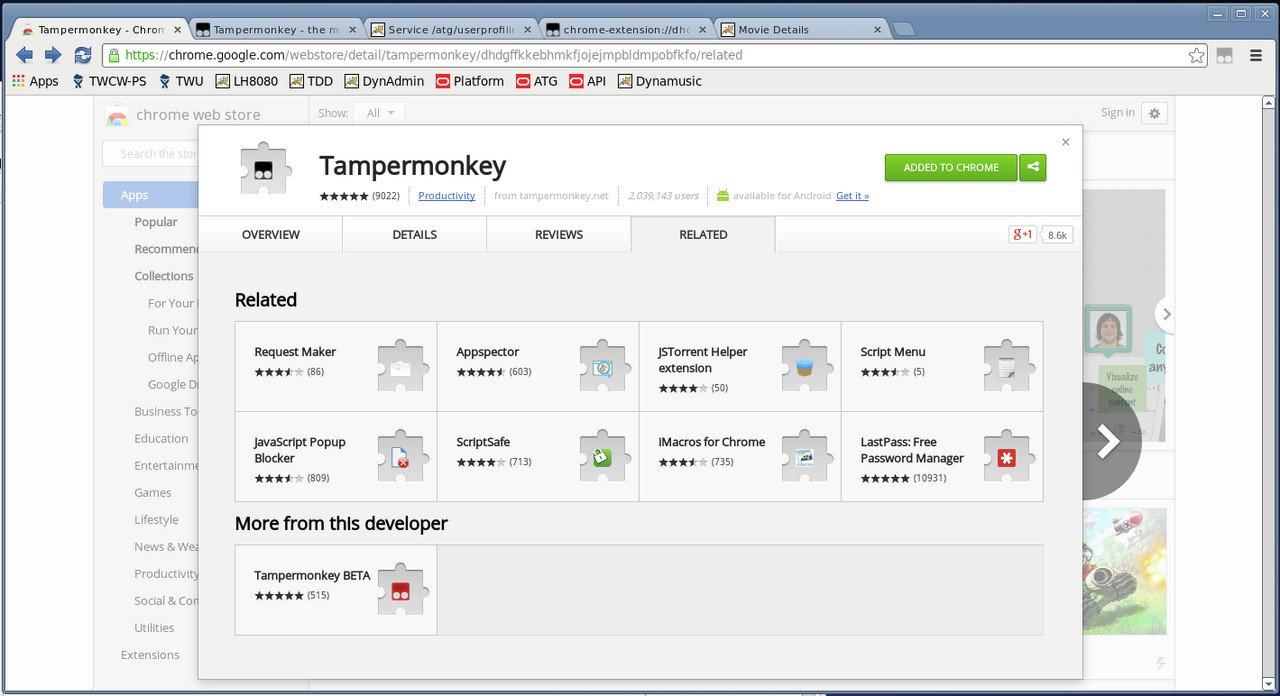 Tampermonkey - Chrom
Tampermonkey - the m
Service /atg/userprofilin
chrome-extension://dhd
Movie Details
https://chrome.google.com/webstore/detail/tampermonkey/dhdgffkkebhmkfjojejmpbldmpobfkfo/related
Apps TWCW-PS TWU LH8080 TDD DynAdmin Platform ATG API Dynamusic
chrome web store
Show: All
Sign in
Search the stor
Apps
Popular
Recommen
Collections
For Your
Run Your
Offline Ap
Google D
Business To
Education
Entertainme
Games
Lifestyle
News & Wea
Productivity
Social & Con
Utilities
Extensions
Tampermonkey
ADDED TO CHROME
(9022) Productivity from tampermonkey.net 2,039,143 users available for Android Get it »
OVERVIEW DETAILS REVIEWS RELATED
g+1 8.6k
Related
Request Maker
(86)
Appspector
(603)
JSTorrent Helper
extension
(50)
Script Menu
(5)
JavaScript Popup
Blocker
(809)
ScriptSafe
(713)
iMacros for Chrome
(735)
LastPass: Free
Password Manager
(10931)
More from this developer
Tampermonkey BETA
(515)
Visualize
online
content
Co
any